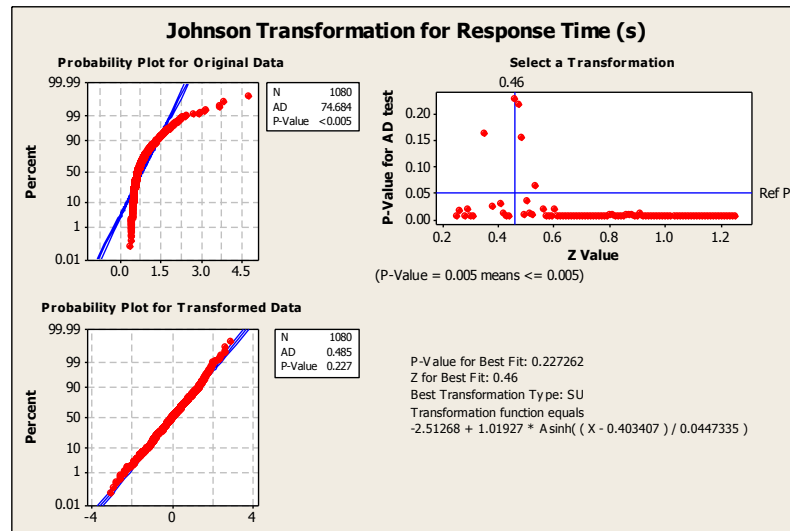 Johnson Transformation for Response Time (s)
Probability Plot for Original Data
99.99
99
90
50
10
1
0.01
Percent
0.0 1.5 3.0 4.5
N 1080
AD 74.684
P-Value <0.005
Select a Transformation
0.46
0.20
0.15
0.10
0.05
0.00
P-Value for AD test
Ref P
0.2 0.4 0.6 0.8 1.0 1.2
Z Value
(P-Value = 0.005 means <= 0.005)
Probability Plot for Transformed Data
99.99
99
90
50
10
1
0.01
Percent
-4 0 4
N 1080
AD 0.485
P-Value 0.227
P-Value for Best Fit: 0.227262
Z for Best Fit: 0.46
Best Transformation Type: SU
Transformation function equals
-2.51268 + 1.01927 * Asinh( ( X - 0.403407 ) / 0.0447335 )